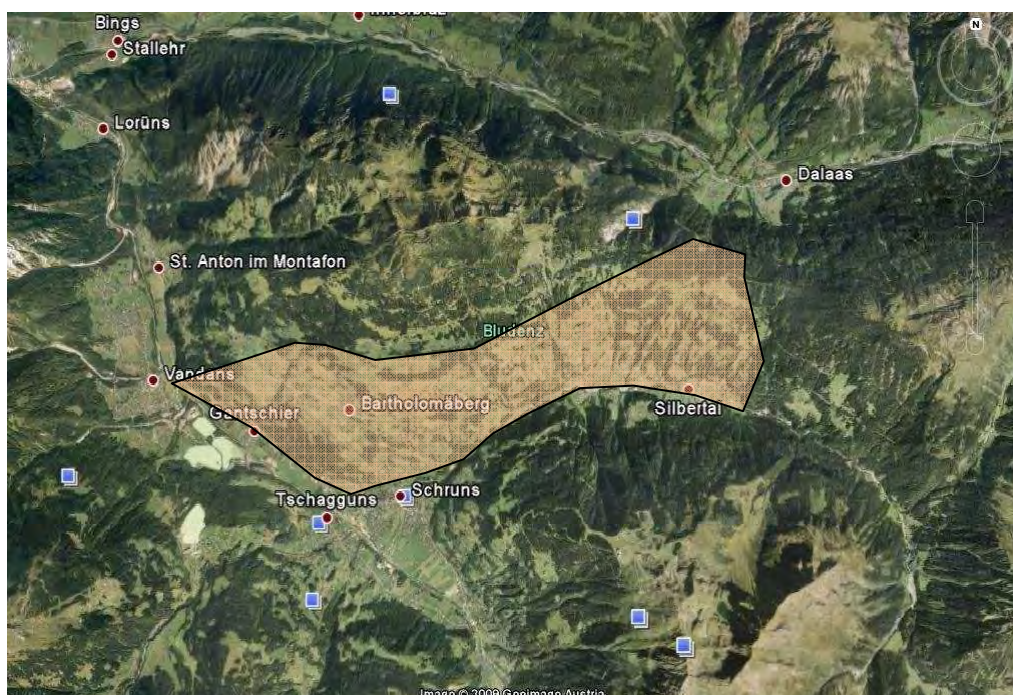 Bings
Stallehr
Lorüns
Dalaas
St. Anton im Montafon
Bludenz
Vandans
Bartholomäberg
Gantschier
Silbertal
Schruns
Tschagguns
N
Image © 2009 Geoimage Austria